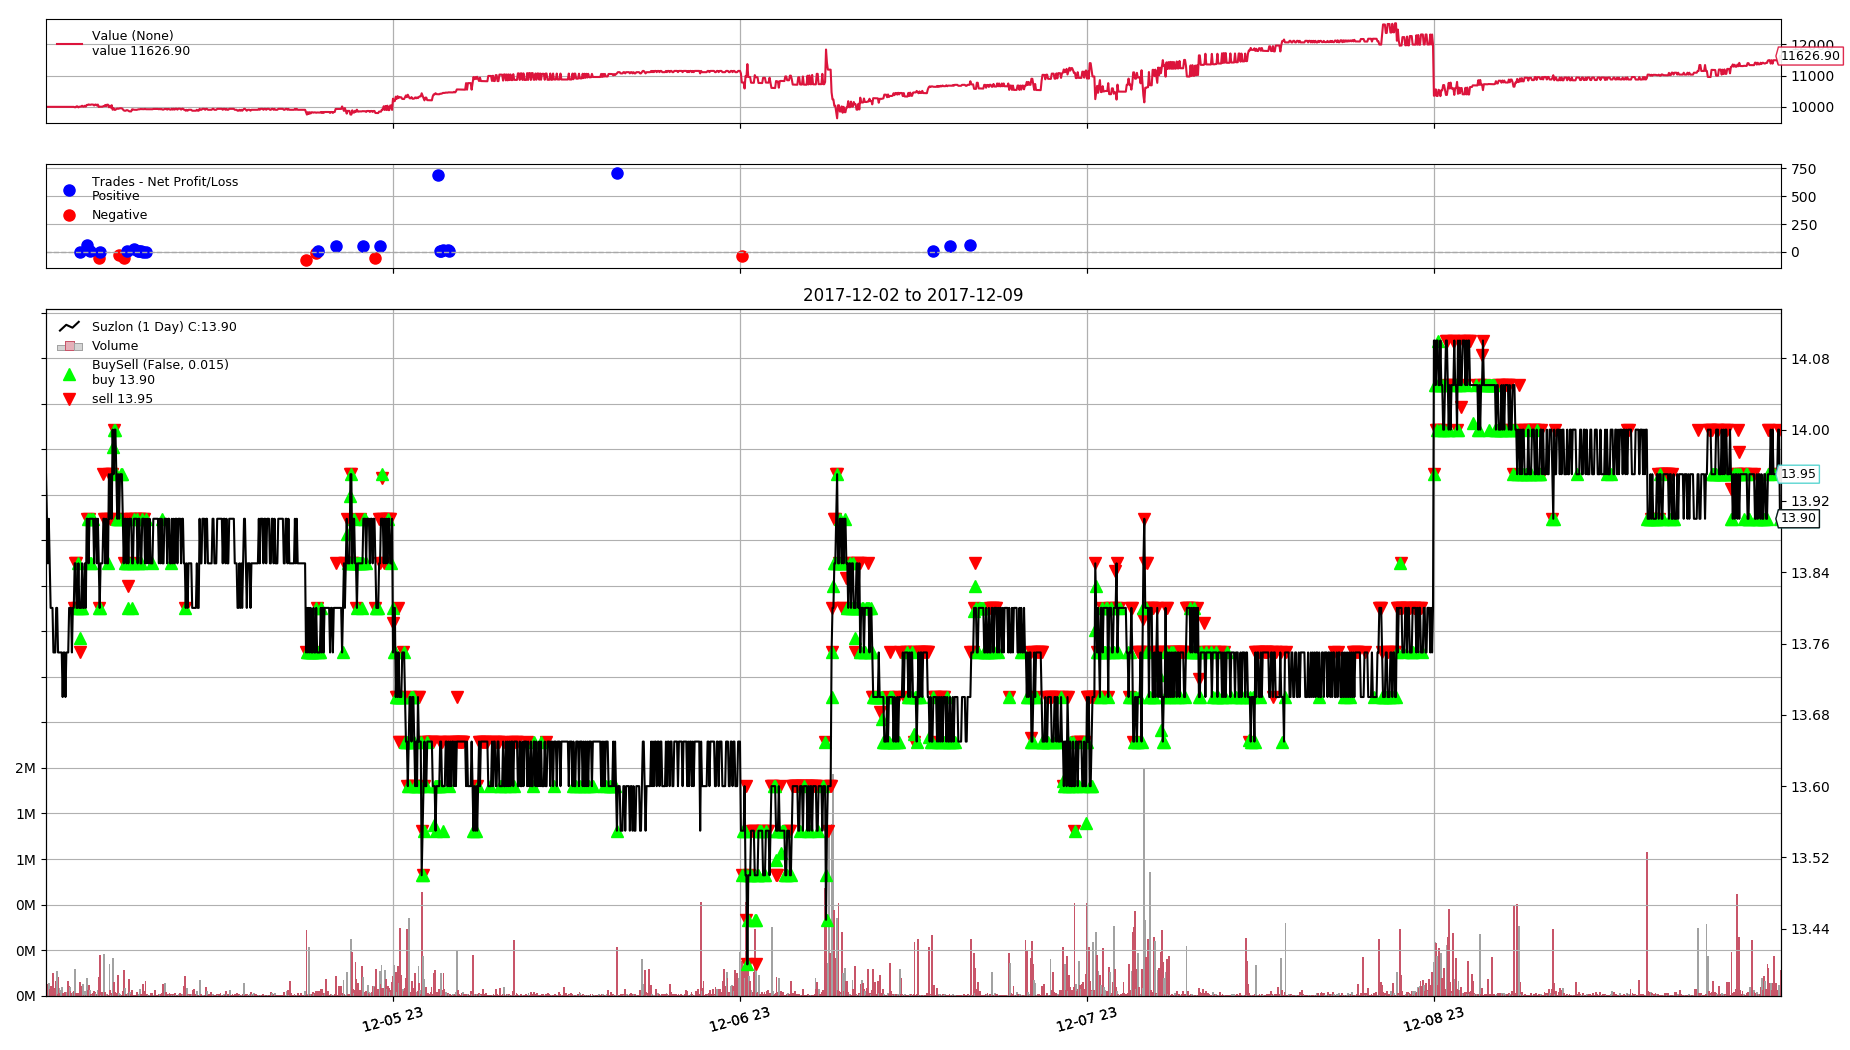 Value (None)
value 11626.90
12000
11626.90
11000
10000
Trades - Net Profit/Loss
Positive
Negative
750
500
250
0
2017-12-02 to 2017-12-09
Suzlon (1 Day) C:13.90
Volume
BuySell (False, 0.015)
buy 13.90
sell 13.95
14.08
14.00
13.95
13.92
13.90
13.84
13.76
13.68
13.60
13.52
13.44
2M
1M
1M
0M
0M
0M
12-05 23
12-06 23
12-07 23
12-08 23